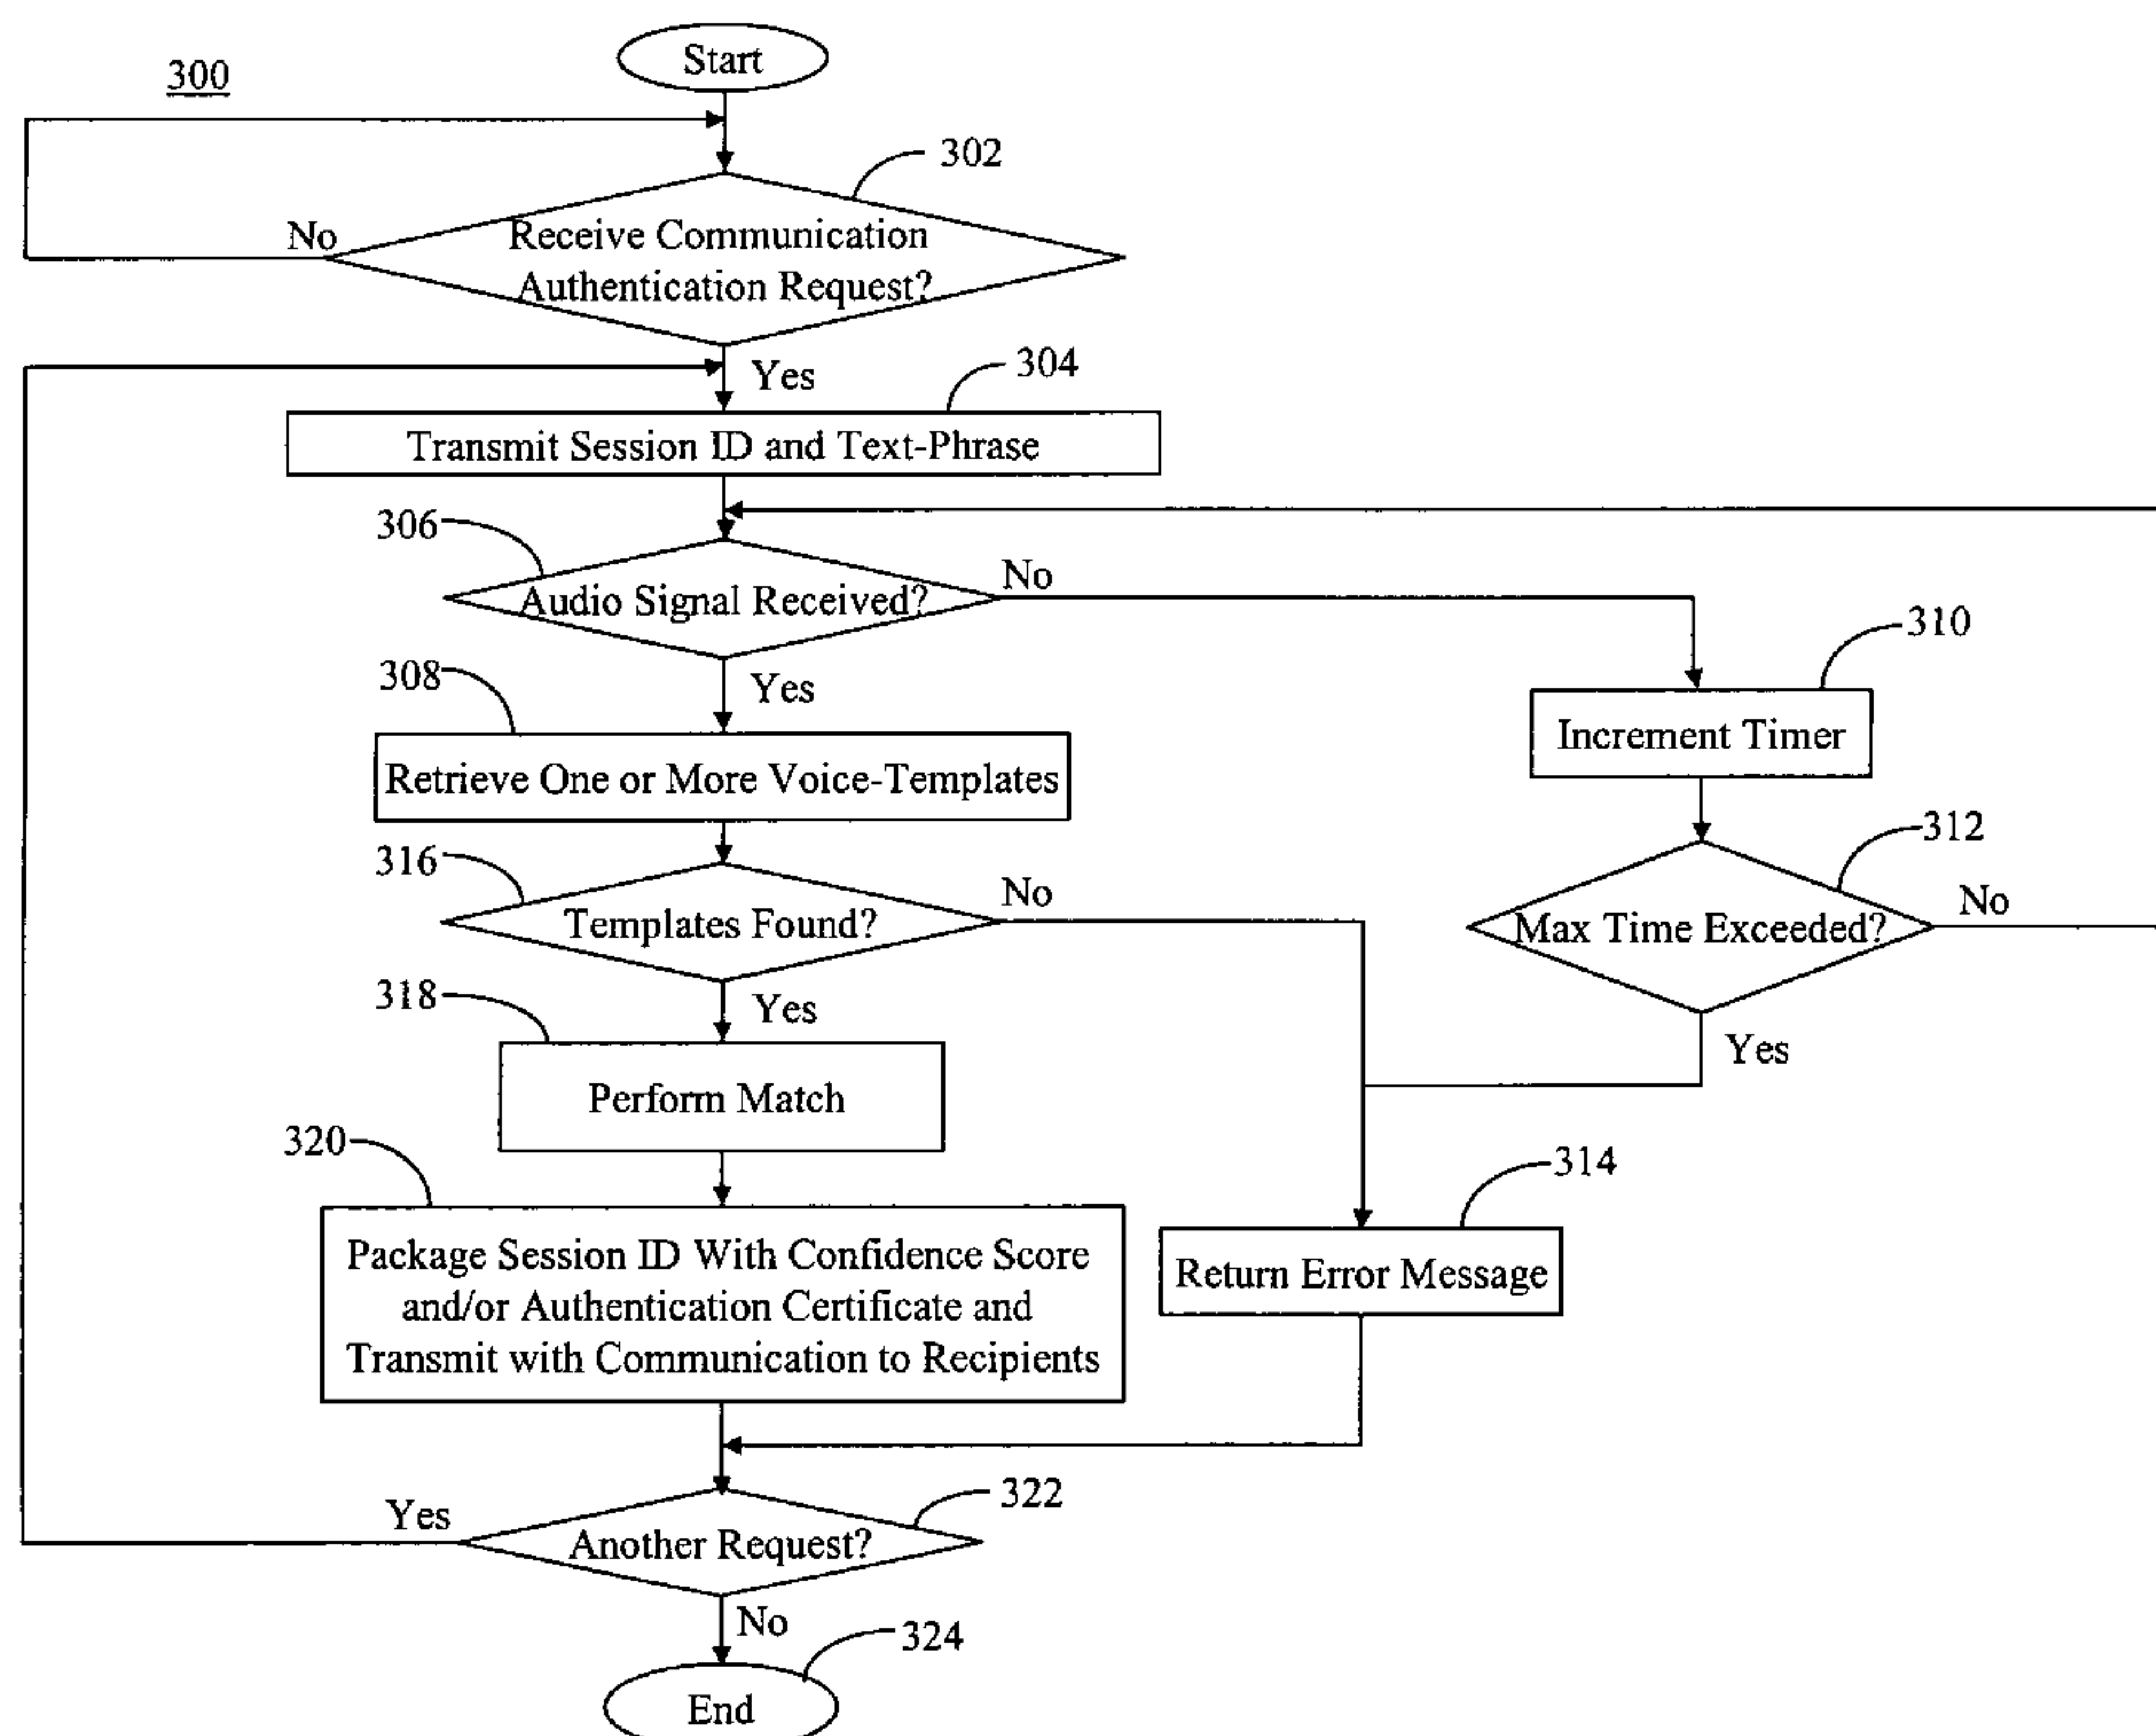 Start
300
302
No
Receive Communication
Authentication Request?
Yes
304
Transmit Session ID and Text-Phrase
306
No
Audio Signal Received?
310
308
Yes
Increment Timer
Retrieve One or More Voice-Templates
312
316
No
No
Templates Found?
Max Time Exceeded?
318
Yes
Yes
Perform Match
320
314
Package Session ID With Confidence Score
and/or Authentication Certificate and
Transmit with Communication to Recipients
Return Error Message
322
Yes
Another Request?
No
324
End